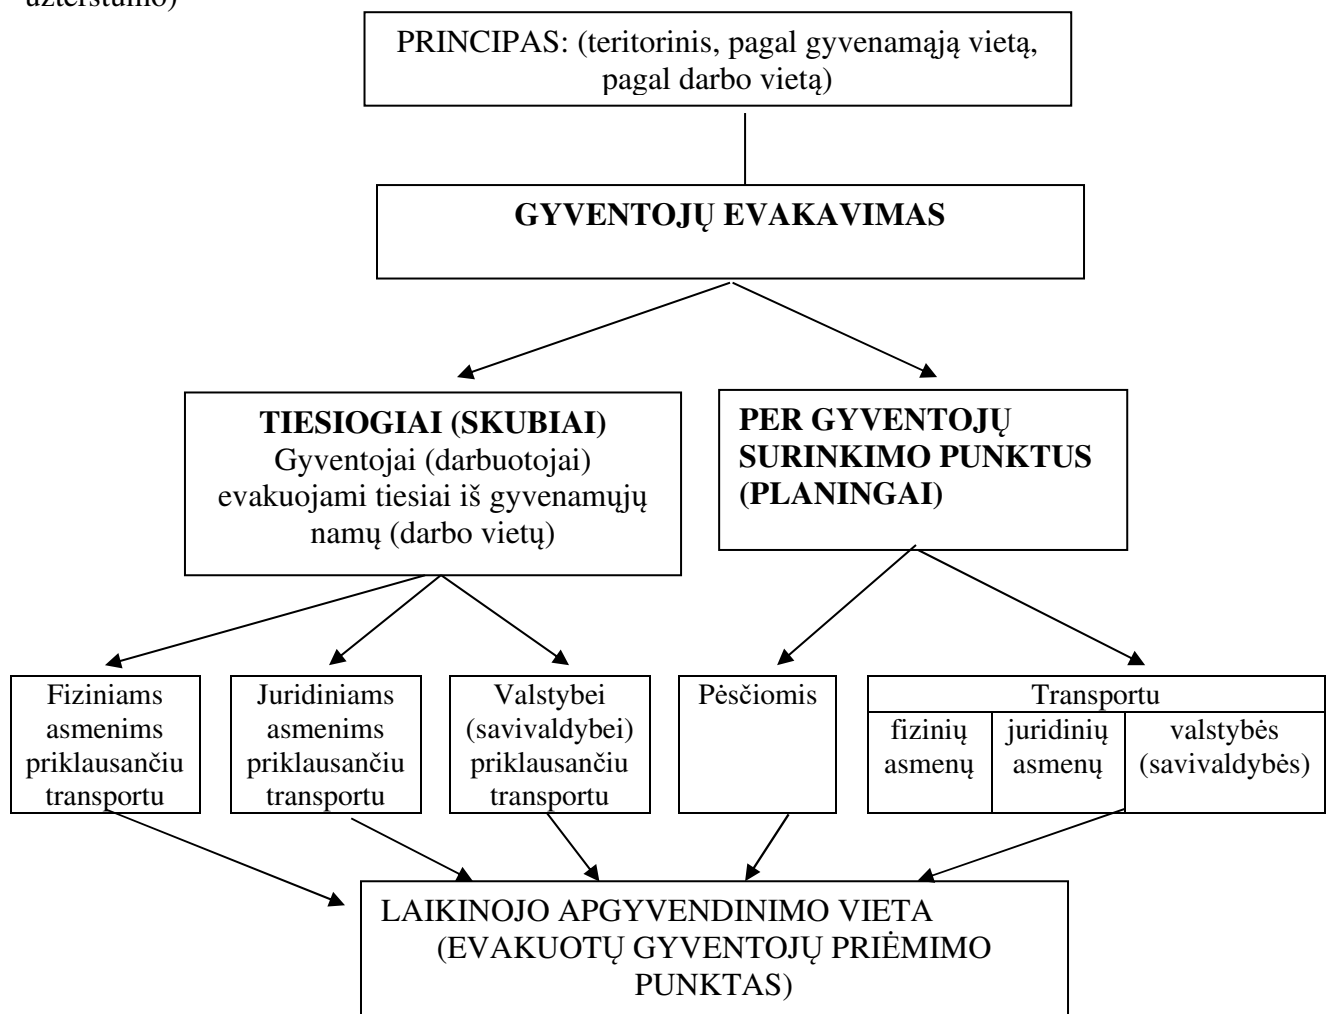 užterštumo)
PRINCIPAS: (teritorinis, pagal gyvenamąją vietą,
pagal darbo vietą)
GYVENTOJŲ EVAKAVIMAS
TIESIOGIAI (SKUBIAI)
Gyventojai (darbuotojai)
evakuojami tiesiai iš gyvenamųjų
namų (darbo vietų)
PER GYVENTOJŲ
SURINKIMO PUNKTUS
(PLANINGAI)
Fiziniams
asmenims
priklausančiu
transportu
Juridiniams
asmenims
priklausančiu
transportu
Valstybei
(savivaldybei)
priklausančiu
transportu
Pėsčiomis
Transportu
fizinių
asmenų
juridinių
asmenų
valstybės
(savivaldybės)
LAIKINOJO APGYVENDINIMO VIETA
(EVAKUOTŲ GYVENTOJŲ PRIĖMIMO
PUNKTAS)